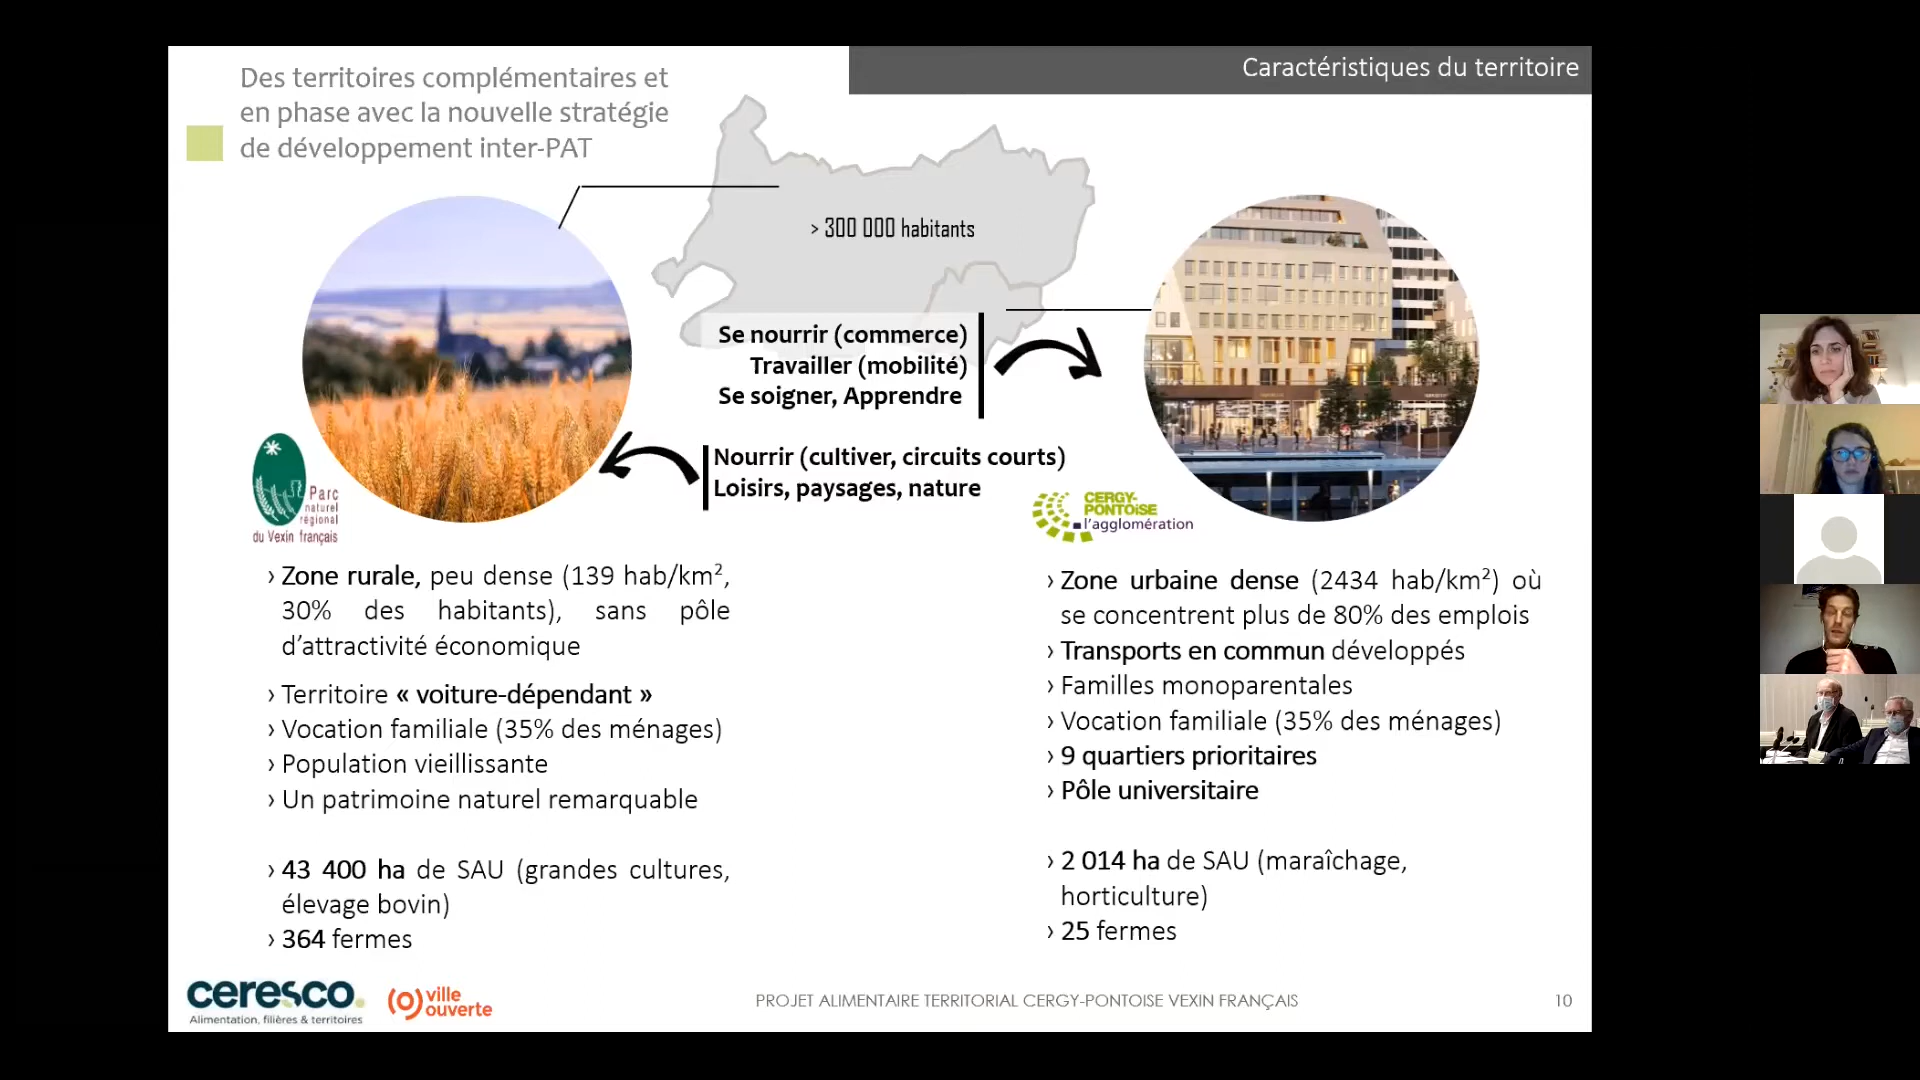 Caractéristiques du territoire
Des territoires complémentaires et
en phase avec la nouvelle stratégie
de développement inter-PAT
> 300 000 habitants
Se nourrir (commerce)
Travailler (mobilité)
Se soigner, Apprendre
Nourrir (cultiver, circuits courts)
Loisirs, paysages, nature
Parc
naturel
régional
du Vexin français
CERGY-
PONTOISE
l'agglomération
› Zone rurale, peu dense (139 hab/km²,
30% des habitants), sans pôle
d’attractivité économique
› Territoire « voiture-dépendant »
› Vocation familiale (35% des ménages)
› Population vieillissante
› Un patrimoine naturel remarquable
› 43 400 ha de SAU (grandes cultures,
élevage bovin)
› 364 fermes
› Zone urbaine dense (2434 hab/km²) où
se concentrent plus de 80% des emplois
› Transports en commun développés
› Familles monoparentales
› Vocation familiale (35% des ménages)
› 9 quartiers prioritaires
› Pôle universitaire
› 2 014 ha de SAU (maraîchage,
horticulture)
› 25 fermes
ceresco.
Alimentation, filières & territoires
ville
ouverte
PROJET ALIMENTAIRE TERRITORIAL CERGY-PONTOISE VEXIN FRANÇAIS
10